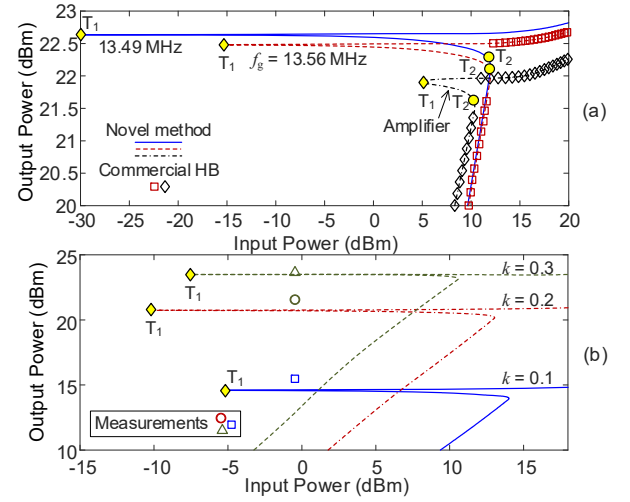 23
22.5
22
21.5
21
20.5
20
Output Power (dBm)
T1
13.49 MHz
T1
fg = 13.56 MHz
T2
T2
T1
T2
Amplifier
Novel method
Commercial HB
(a)
-30 -25 -20 -15 -10 -5 0 5 10 15 20
Input Power (dBm)
25
20
15
10
Output Power (dBm)
k = 0.3
T1
k = 0.2
T1
k = 0.1
T1
Measurements
(b)
-15 -10 -5 0 5 10 15
Input Power (dBm)